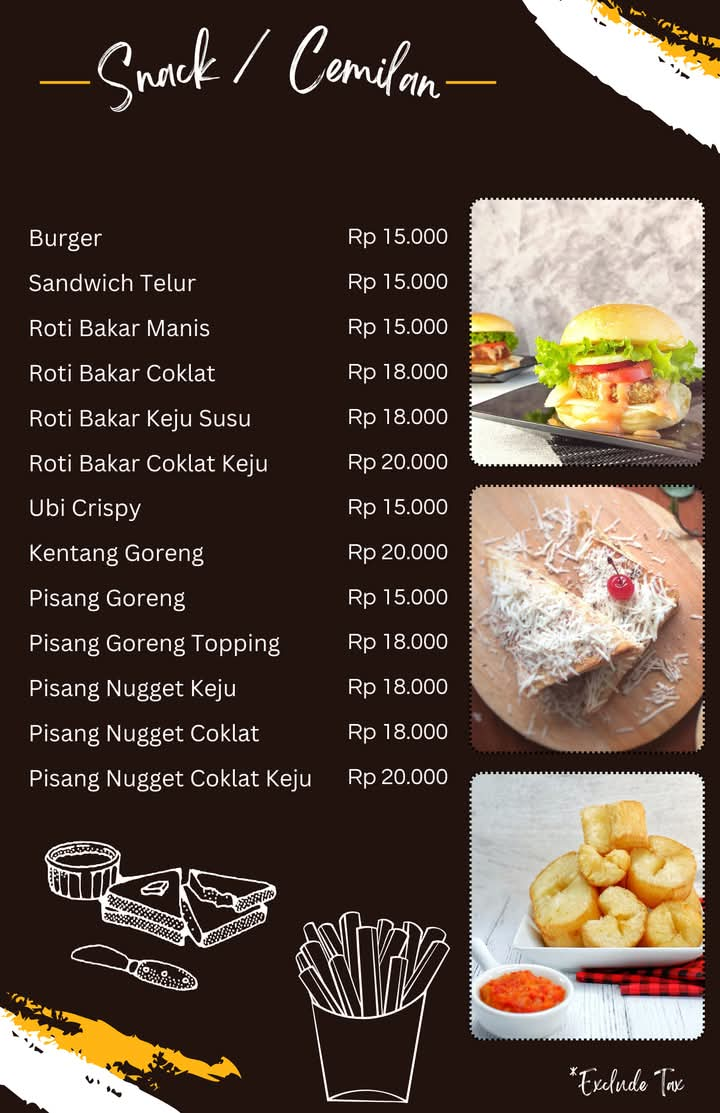 Snack / Cemilan
Burger Rp 15.000
Sandwich Telur Rp 15.000
Roti Bakar Manis Rp 15.000
Roti Bakar Coklat Rp 18.000
Roti Bakar Keju Susu Rp 18.000
Roti Bakar Coklat Keju Rp 20.000
Ubi Crispy Rp 15.000
Kentang Goreng Rp 20.000
Pisang Goreng Rp 15.000
Pisang Goreng Topping Rp 18.000
Pisang Nugget Keju Rp 18.000
Pisang Nugget Coklat Rp 18.000
Pisang Nugget Coklat Keju Rp 20.000
*Exclude Tax